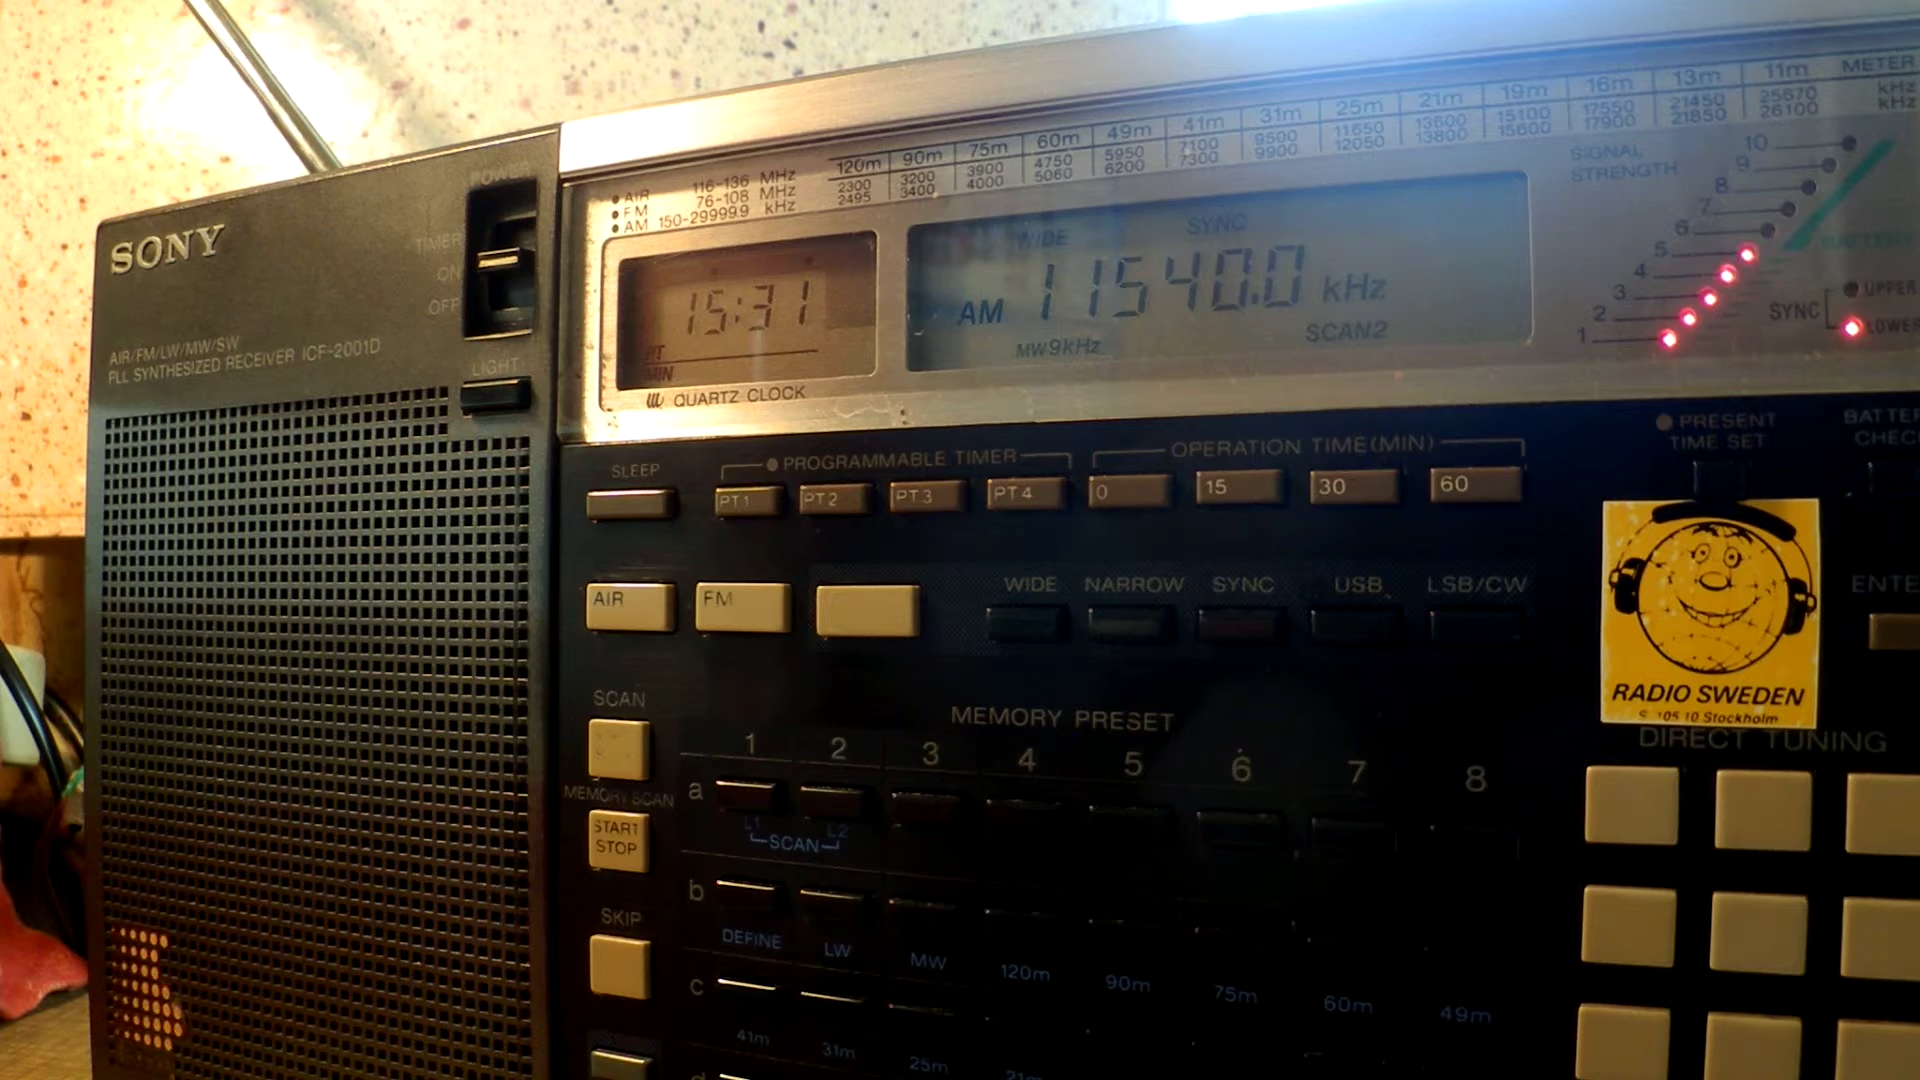 SONY
POWER
TIMER
ON
OFF
AIR/FM/LW/MW/SW
PLL SYNTHESIZED RECEIVER ICF-2001D
LIGHT
AIR 116-136 MHz
FM 76-108 MHz
AM 150-29999.9 kHz
120m 90m 75m 60m 49m 41m 31m 25m 21m 19m 16m 13m 11m METER
2300 3200 3900 4750 5950 7100 9500 11650 13600 15100 17550 21450 25670 kHz
2495 3400 4000 5060 6200 7300 9900 12050 13800 15600 17900 21850 26100 kHz
15:31
PT
MIN
QUARTZ CLOCK
WIDE SYNC
AM 11540.0 kHz
MW9kHz SCAN2
SIGNAL
STRENGTH
10
9
8
7
6
5
4
3
2
1
BATTERY
SYNC
UPPER
LOWER
PRESENT
TIME SET
SLEEP
PROGRAMMABLE TIMER
OPERATION TIME(MIN)
PT1 PT2 PT3 PT4 0 15 30 60
AIR FM
WIDE NARROW SYNC USB LSB/CW
RADIO SWEDEN
S-105 10 Stockholm
DIRECT TUNING
SCAN
MEMORY SCAN
START
STOP
SKIP
MEMORY PRESET
1 2 3 4 5 6 7 8
a
L1 L2
SCAN
b
DEFINE LW MW 120m 90m 75m 60m 49m
c
41m 31m 25m 21m
d